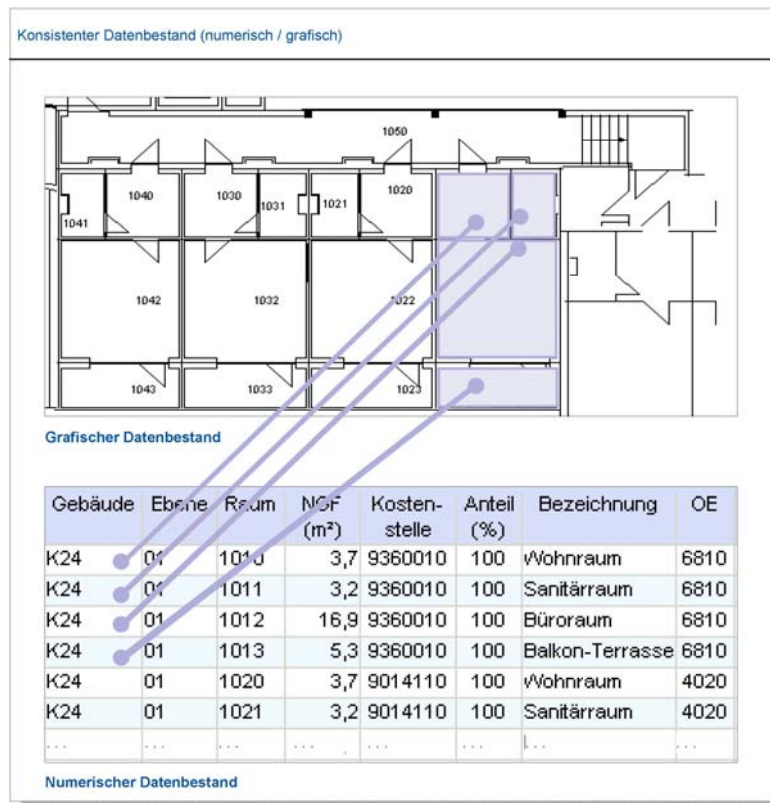 Konsistenter Datenbestand (numerisch / grafisch)
1050
1041 1040 1030 1031 1021 1020
1042 1032 1022
1043 1033 1023
Grafischer Datenbestand
Gebäude Ebene Raum NGF (m²) Kosten-stelle Anteil (%) Bezeichnung OE
K24 01 1010 3,7 9360010 100 Wohnraum 6810
K24 01 1011 3,2 9360010 100 Sanitärraum 6810
K24 01 1012 16,9 9360010 100 Büroraum 6810
K24 01 1013 5,3 9360010 100 Balkon-Terrasse 6810
K24 01 1020 3,7 9014110 100 Wohnraum 4020
K24 01 1021 3,2 9014110 100 Sanitärraum 4020
... ... ... ... ... ... ... ...
Numerischer Datenbestand